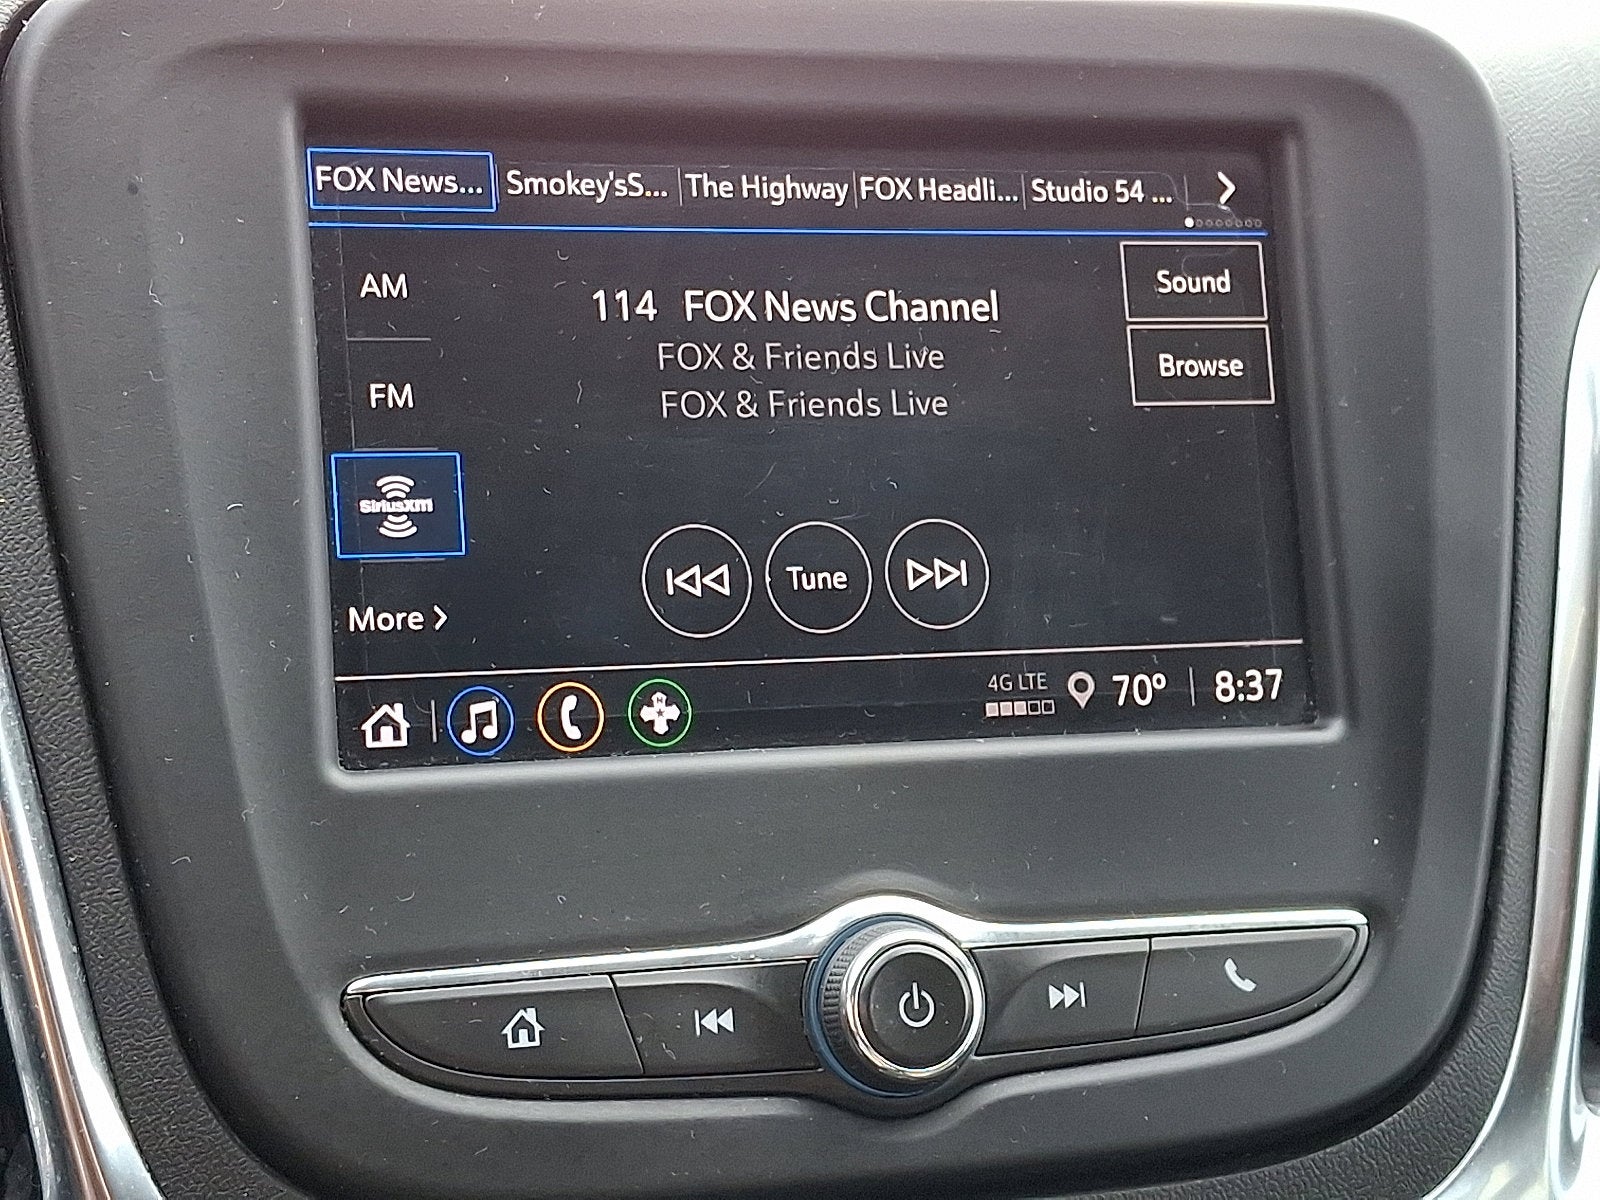 FOX News... Smokey'sS... The Highway FOX Headli... Studio 54 ...
AM
FM
SiriusXM
More
114 FOX News Channel
FOX & Friends Live
FOX & Friends Live
Sound
Browse
Tune
4G LTE
70°
8:37